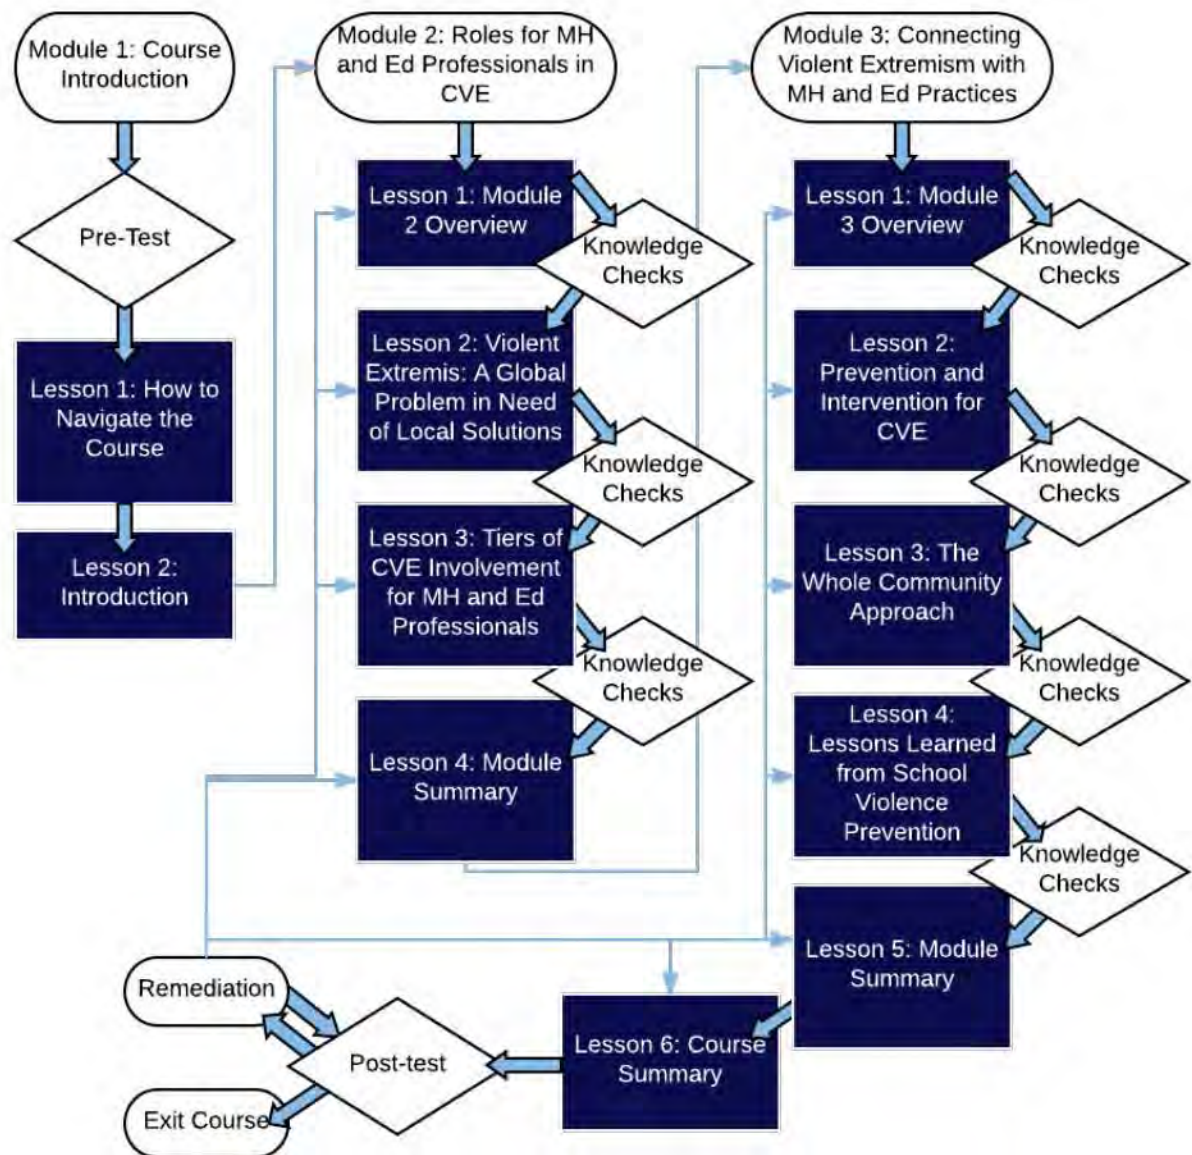 Module 1: Course
Introduction
Pre-Test
Lesson 1: How to
Navigate the
Course
Lesson 2:
Introduction
Module 2: Roles for MH
and Ed Professionals in
CVE
Lesson 1: Module
2 Overview
Knowledge
Checks
Lesson 2: Violent
Extremis: A Global
Problem in Need
of Local Solutions
Knowledge
Checks
Lesson 3: Tiers of
CVE Involvement
for MH and Ed
Professionals
Knowledge
Checks
Lesson 4: Module
Summary
Module 3: Connecting
Violent Extremism with
MH and Ed Practices
Lesson 1: Module
3 Overview
Knowledge
Checks
Lesson 2:
Prevention and
Intervention for
CVE
Knowledge
Checks
Lesson 3: The
Whole Community
Approach
Knowledge
Checks
Lesson 4:
Lessons Learned
from School
Violence
Prevention
Knowledge
Checks
Lesson 5: Module
Summary
Lesson 6: Course
Summary
Post-test
Remediation
Exit Course